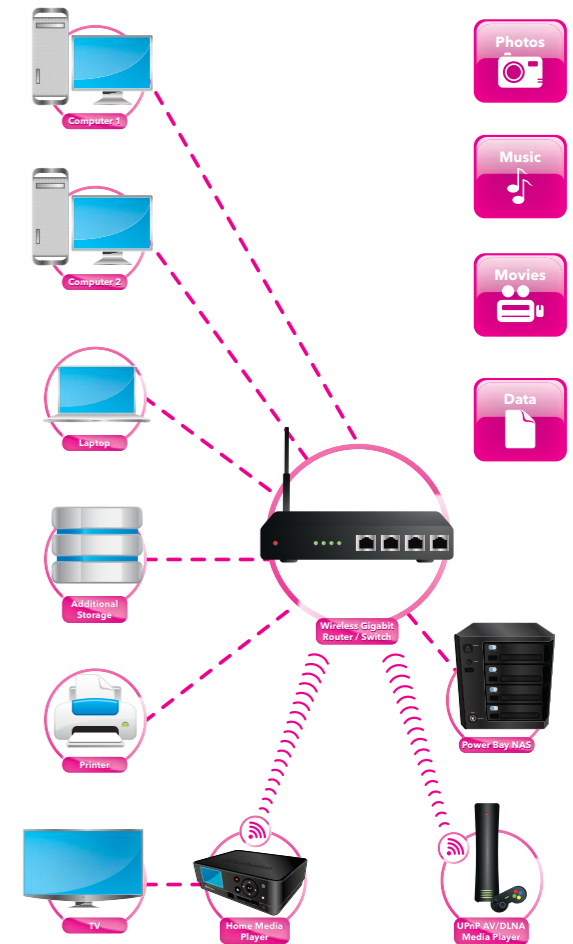 Photos
Computer 1
Music
Computer 2
Movies
Data
Laptop
Additional
Storage
Wireless Gigabit
Router / Switch
Power Bay NAS
Printer
TV
Home Media
Player
UPnP AV/DLNA
Media Player